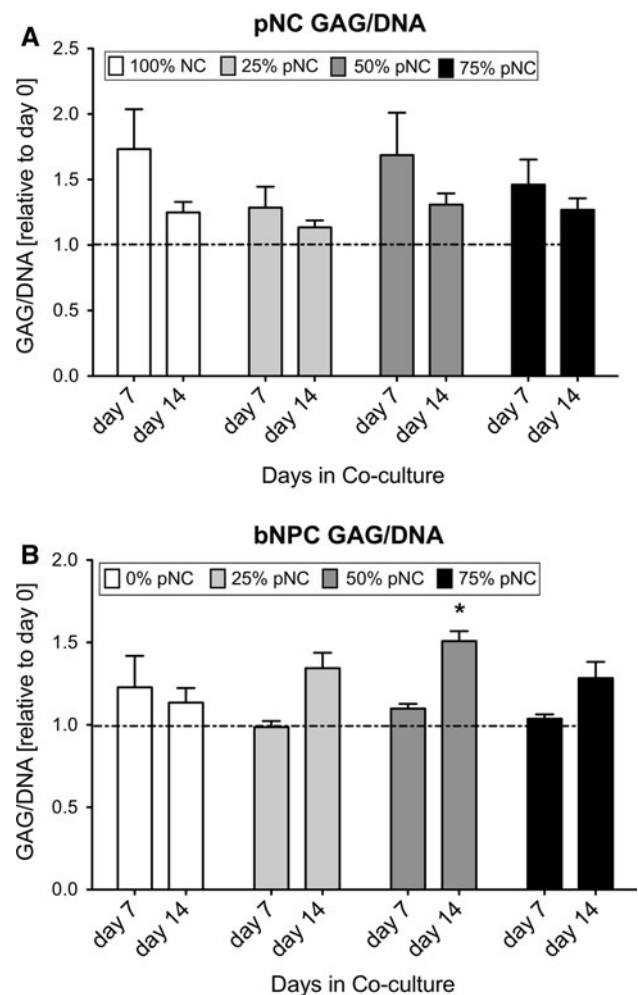 A
pNC GAG/DNA
100% NC 25% pNC 50% pNC 75% pNC
GAG/DNA [relative to day 0]
2.5
2.0
1.5
1.0
0.5
0.0
day 7 day 14 day 7 day 14 day 7 day 14 day 7 day 14
Days in Co-culture
B
bNPC GAG/DNA
0% pNC 25% pNC 50% pNC 75% pNC
GAG/DNA [relative to day 0]
2.0
1.5
1.0
0.5
0.0
*
day 7 day 14 day 7 day 14 day 7 day 14 day 7 day 14
Days in Co-culture